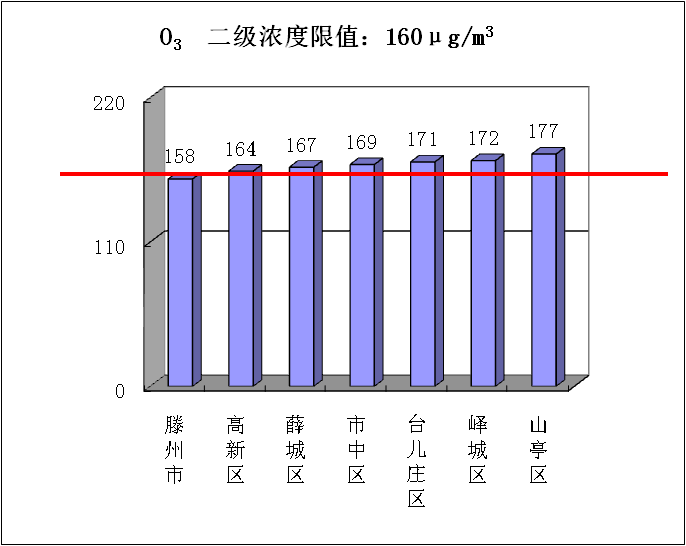 O₃ 二级浓度限值：160μg/m³
220
110
0
158
164
167
169
171
172
177
滕州市
高新区
薛城区
市中区
台儿庄区
峄城区
山亭区